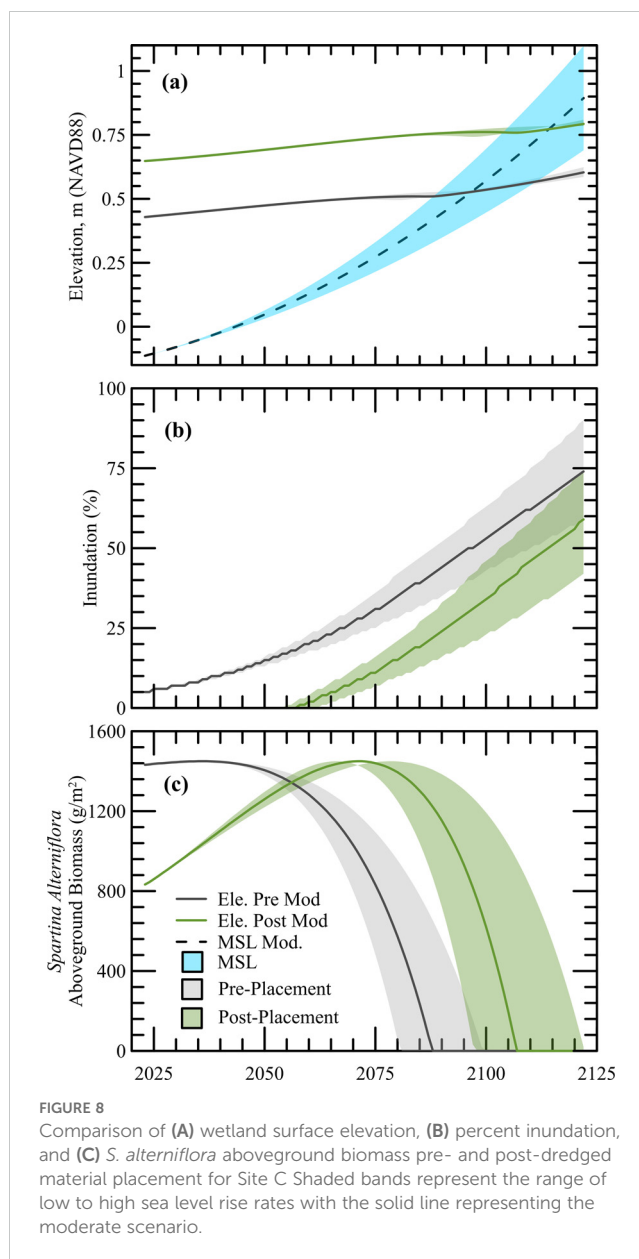 (a)
1
0.75
0.5
0.25
0
Elevation, m (NAVD88)
(b)
100
75
50
25
0
Inundation (%)
(c)
1600
1200
800
400
0
Spartina Alterniflora
Aboveground Biomass (g/m²)
Ele. Pre Mod
Ele. Post Mod
MSL Mod.
MSL
Pre-Placement
Post-Placement
2025 2050 2075 2100 2125
FIGURE 8
Comparison of (A) wetland surface elevation, (B) percent inundation,
and (C) S. alterniflora aboveground biomass pre- and post-dredged
material placement for Site C Shaded bands represent the range of
low to high sea level rise rates with the solid line representing the
moderate scenario.